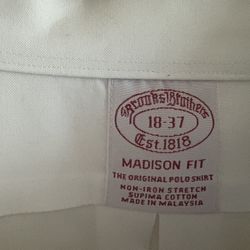 Brooks Brothers
18-37
Est. 1818
MADISON FIT
THE ORIGINAL POLO SHIRT
NON-IRON STRETCH
SUPIMA COTTON
MADE IN MALAYSIA